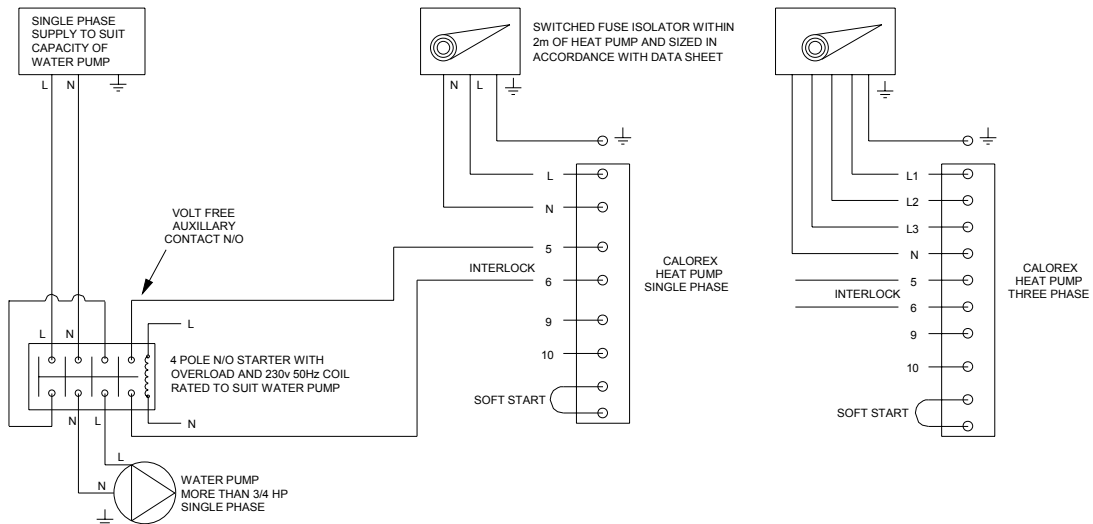 SINGLE PHASE
SUPPLY TO SUIT
CAPACITY OF
WATER PUMP
L N
SWITCHED FUSE ISOLATOR WITHIN
2m OF HEAT PUMP AND SIZED IN
ACCORDANCE WITH DATA SHEET
N L
VOLT FREE
AUXILLARY
CONTACT N/O
L
N
5
INTERLOCK 6
9
10
SOFT START
CALOREX
HEAT PUMP
SINGLE PHASE
L1
L2
L3
N
5
INTERLOCK
6
9
10
SOFT START
CALOREX
HEAT PUMP
THREE PHASE
L N
L
4 POLE N/O STARTER WITH
OVERLOAD AND 230v 50Hz COIL
RATED TO SUIT WATER PUMP
N L
N
L
N
WATER PUMP
MORE THAN 3/4 HP
SINGLE PHASE